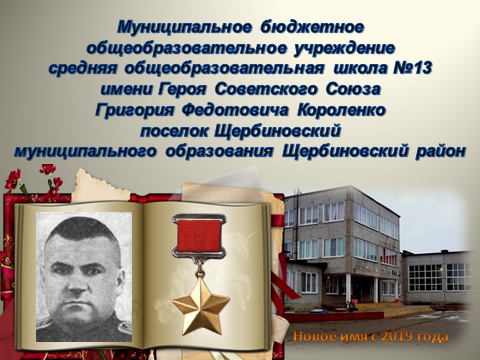 Муниципальное бюджетное
общеобразовательное учреждение
средняя общеобразовательная школа №13
имени Героя Советского Союза
Григория Федотовича Короленко
поселок Щербиновский
муниципального образования Щербиновский район
Новое имя с 2019 года